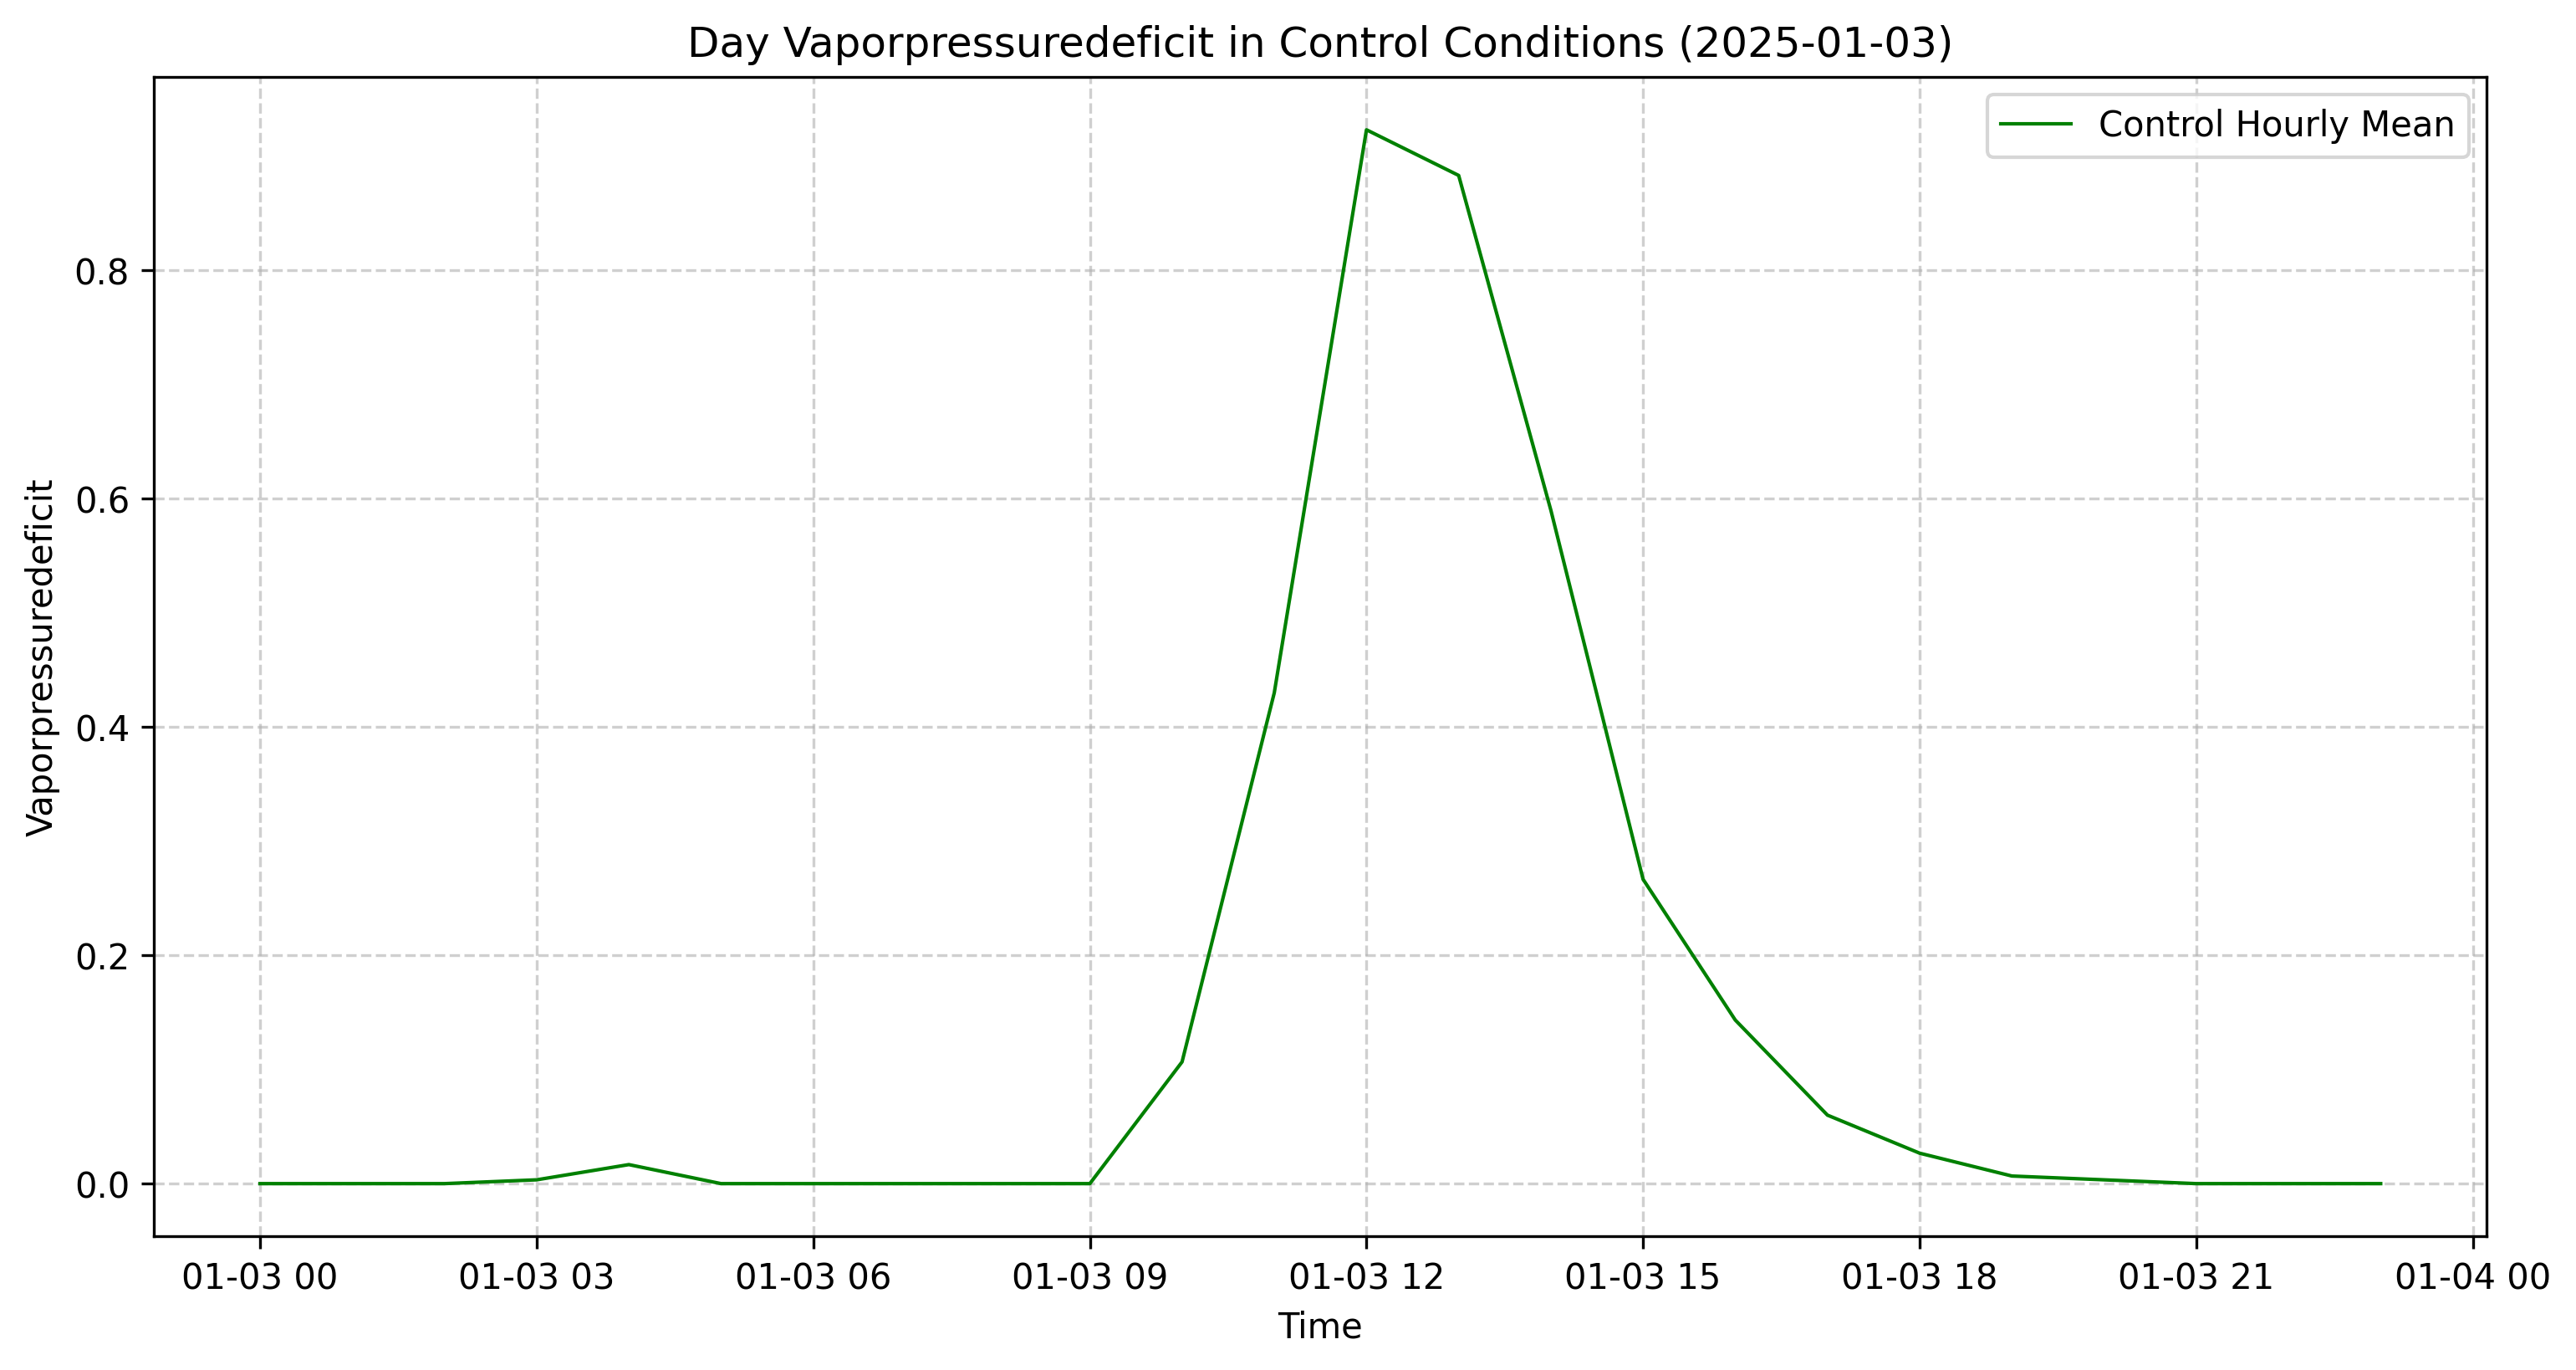 Day Vaporpressuredeficit in Control Conditions (2025-01-03)
Control Hourly Mean
Vaporpressuredeficit
0.8
0.6
0.4
0.2
0.0
01-03 00 01-03 03 01-03 06 01-03 09 01-03 12 01-03 15 01-03 18 01-03 21 01-04 00
Time